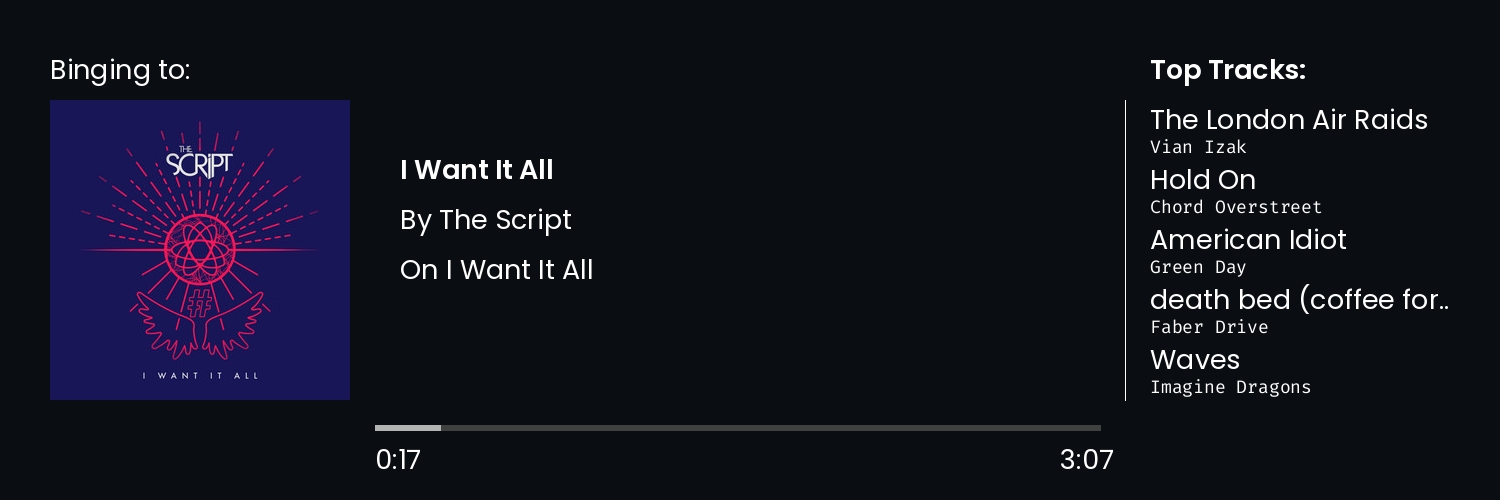 Binging to:
THE
SCRIPT
#
I WANT IT ALL
I Want It All
By The Script
On I Want It All
0:17
3:07
Top Tracks:
The London Air Raids
Vian Izak
Hold On
Chord Overstreet
American Idiot
Green Day
death bed (coffee for..
Faber Drive
Waves
Imagine Dragons